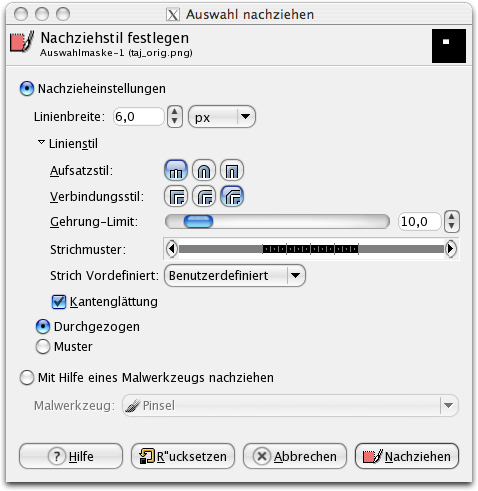 Auswahl nachziehen
Nachziehstil festlegen
Auswahlmaske-1 (taj_orig.png)
Nachzieheinstellungen
Linienbreite: 6,0 px
Linienstil
Aufsatzstil:
Verbindungsstil:
Gehrung-Limit: 10,0
Strichmuster:
Strich Vordefiniert: Benutzerdefiniert
Kantenglättung
Durchgezogen
Muster
Mit Hilfe eines Malwerkzeugs nachziehen
Malwerkzeug: Pinsel
Hilfe R"ucksetzen Abbrechen Nachziehen